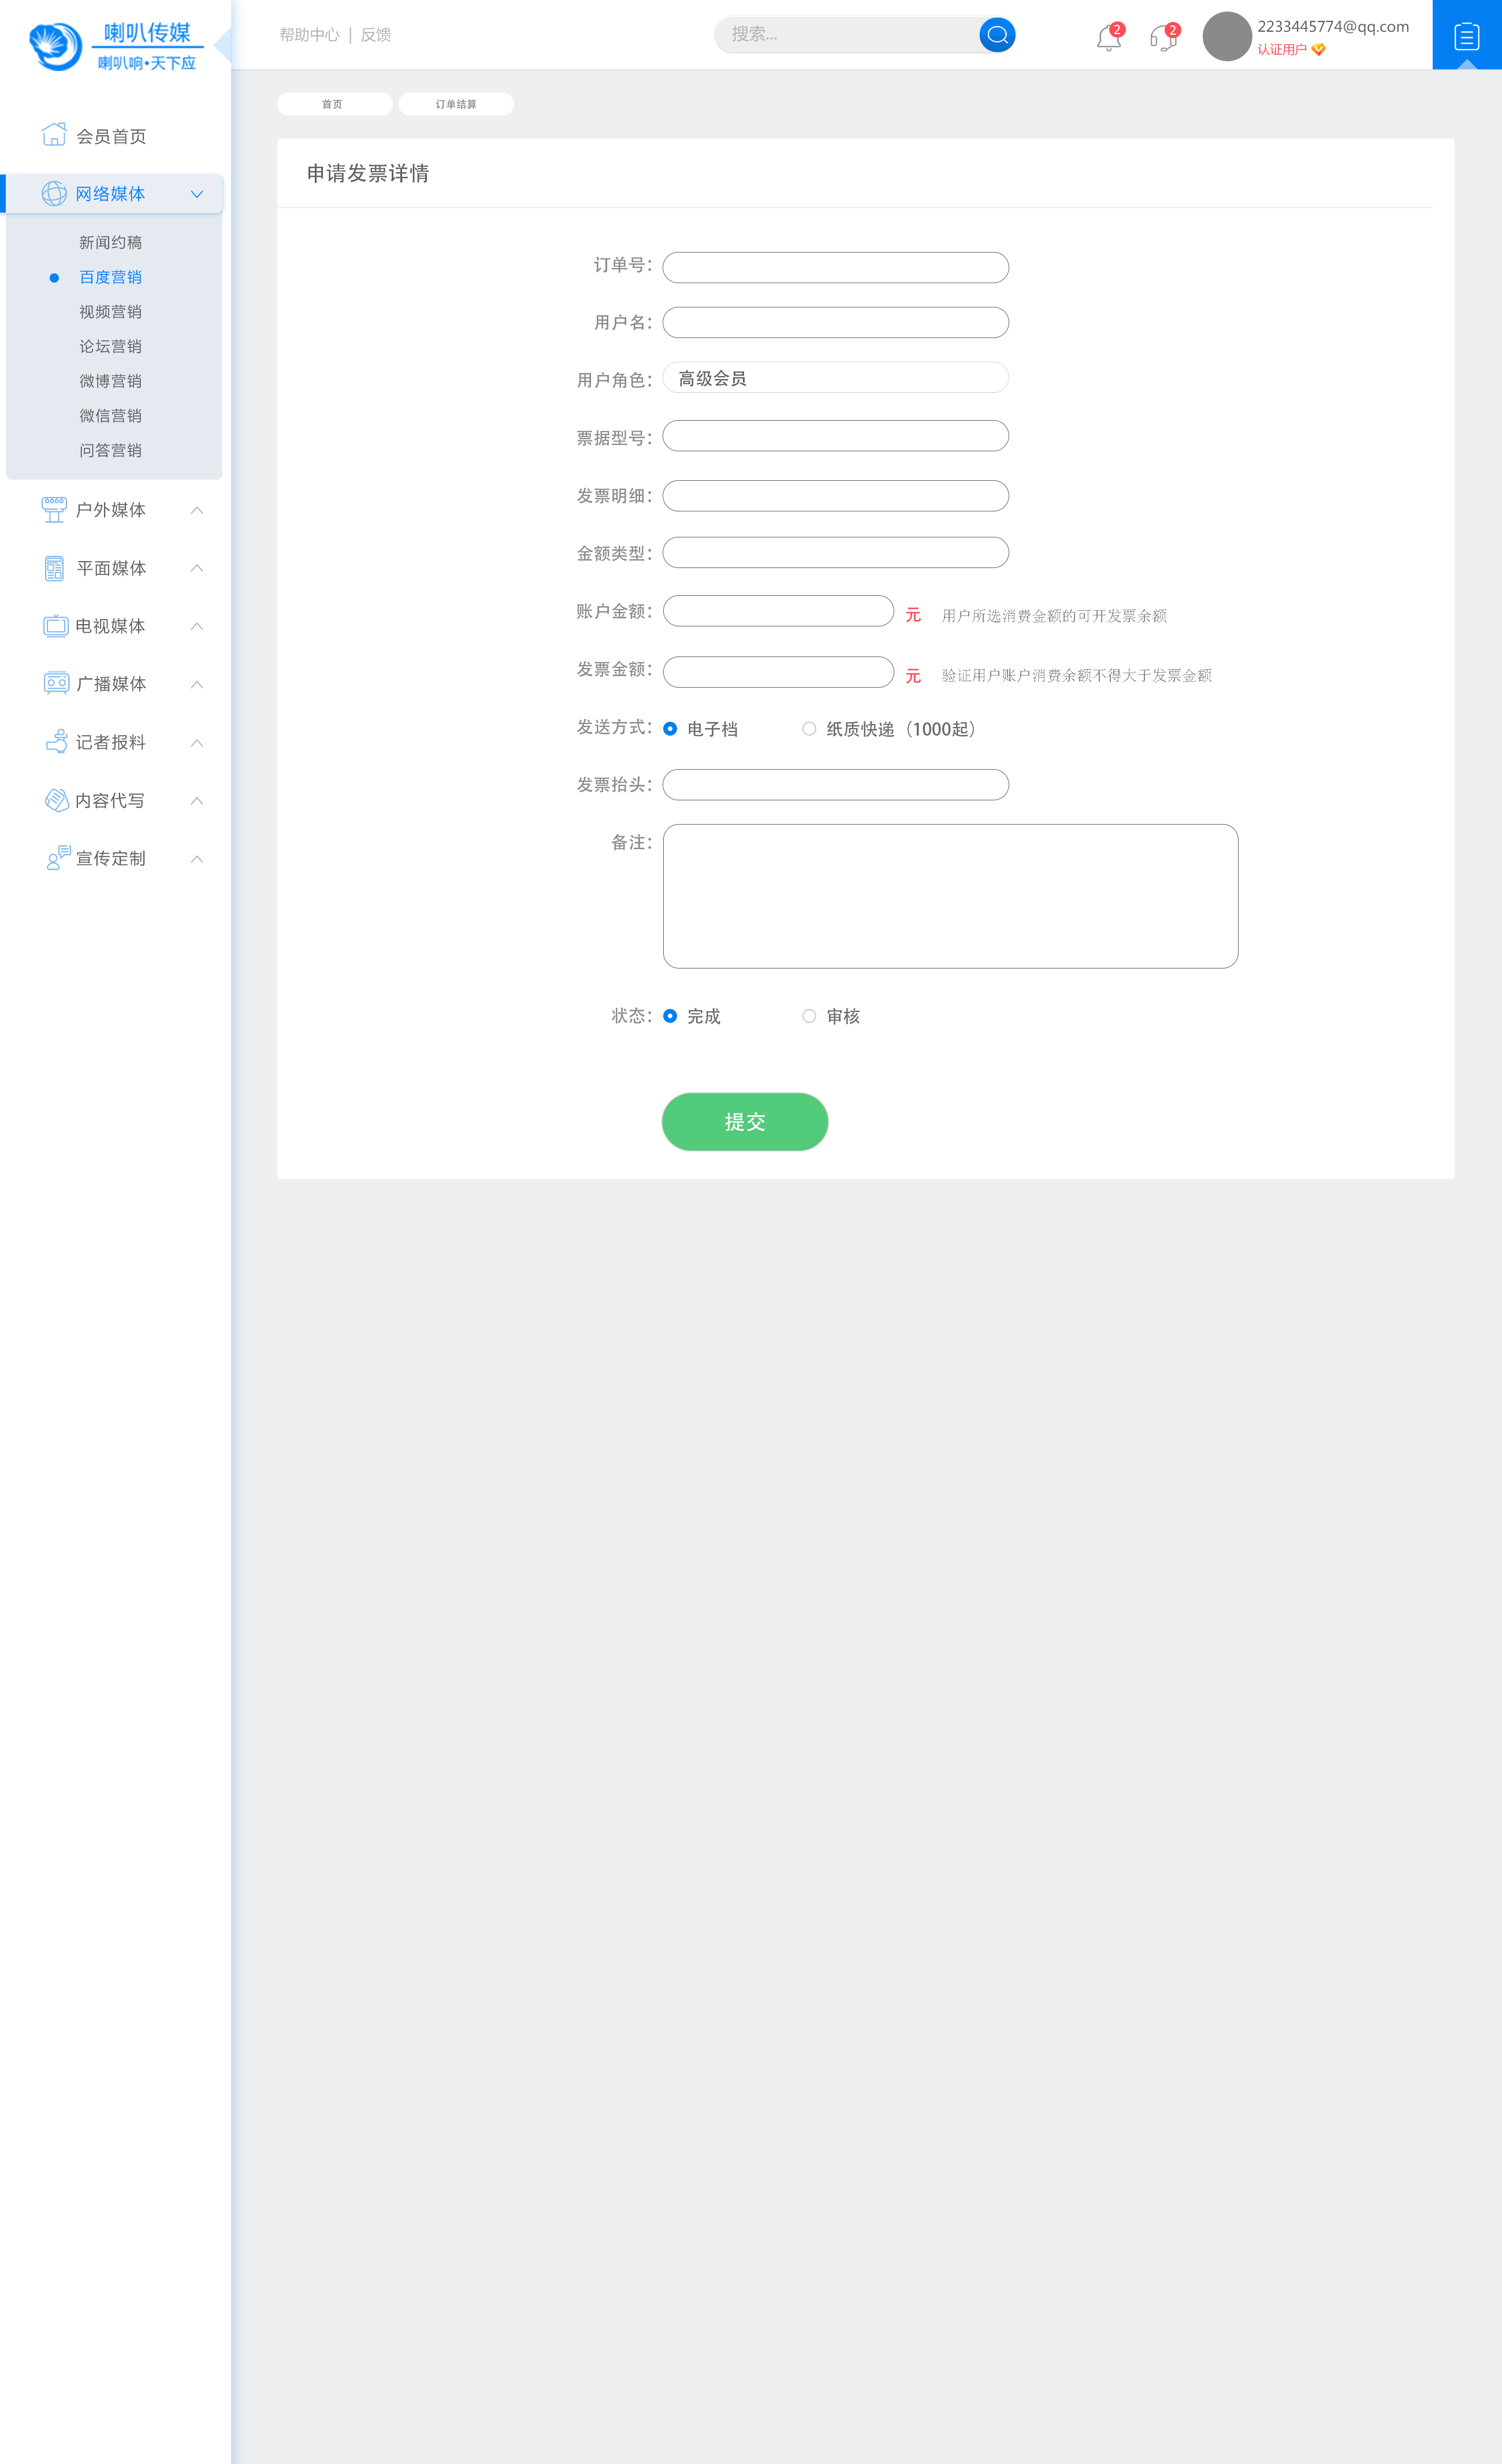 喇叭传媒
喇叭响•天下应
帮助中心 | 反馈
搜索...
2
2
2233445774@qq.com
认证用户
首页
订单结算
会员首页
网络媒体
新闻约稿
百度营销
视频营销
论坛营销
微博营销
微信营销
问答营销
户外媒体
平面媒体
电视媒体
广播媒体
记者报料
内容代写
宣传定制
申请发票详情
订单号：
用户名：
用户角色： 高级会员
票据型号：
发票明细：
金额类型：
账户金额： 元 用户所选消费金额的可开发票余额
发票金额： 元 验证用户账户消费余额不得大于发票金额
发送方式： 电子档 纸质快递（1000起）
发票抬头：
备注：
状态： 完成 审核
提交